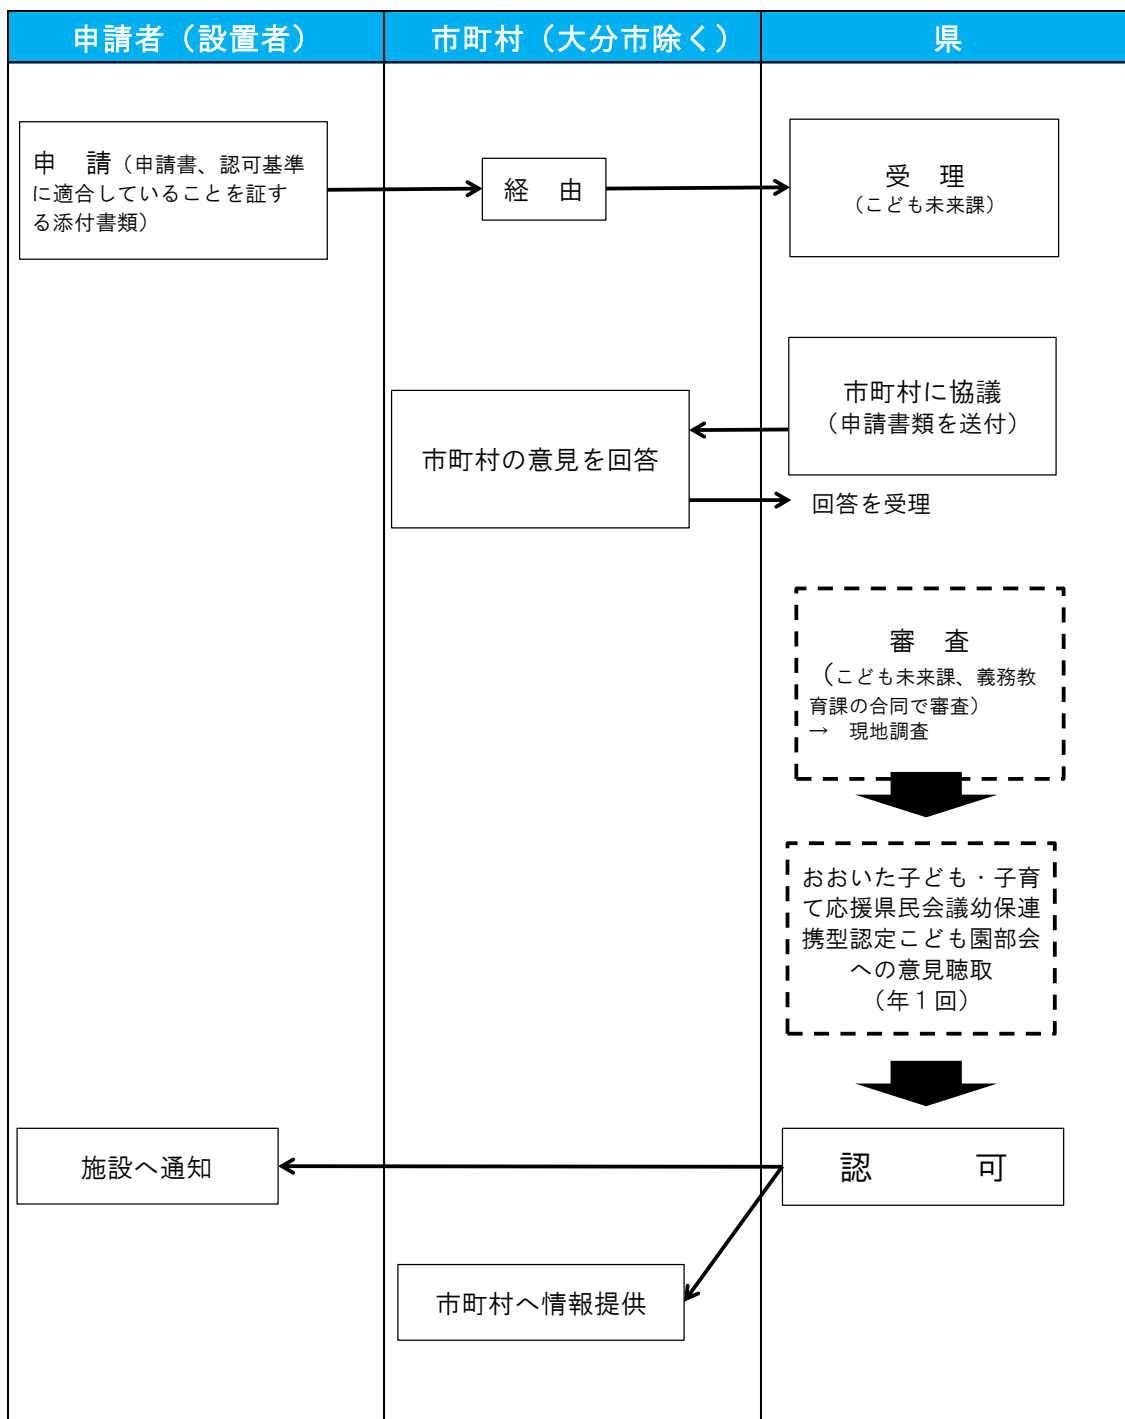 申請者（設置者）
市町村（大分市除く）
県
申　請（申請書、認可基準
に適合していることを証す
る添付書類）
経　由
受　理
（こども未来課）
市町村に協議
（申請書類を送付）
市町村の意見を回答
回答を受理
審　査
（こども未来課、義務教
育課の合同で審査）
→　現地調査
おおいた子ども・子育
て応援県民会議幼保連
携型認定こども園部会
への意見聴取
（年１回）
施設へ通知
認　　　可
市町村へ情報提供